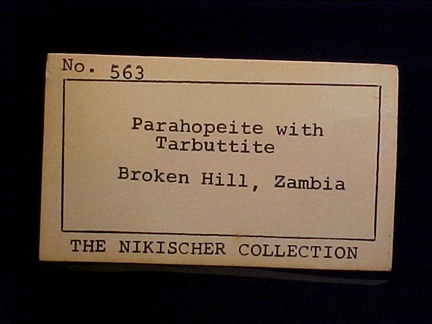 No. 563
Parahopeite with
Tarbuttite
Broken Hill, Zambia
THE NIKISCHER COLLECTION